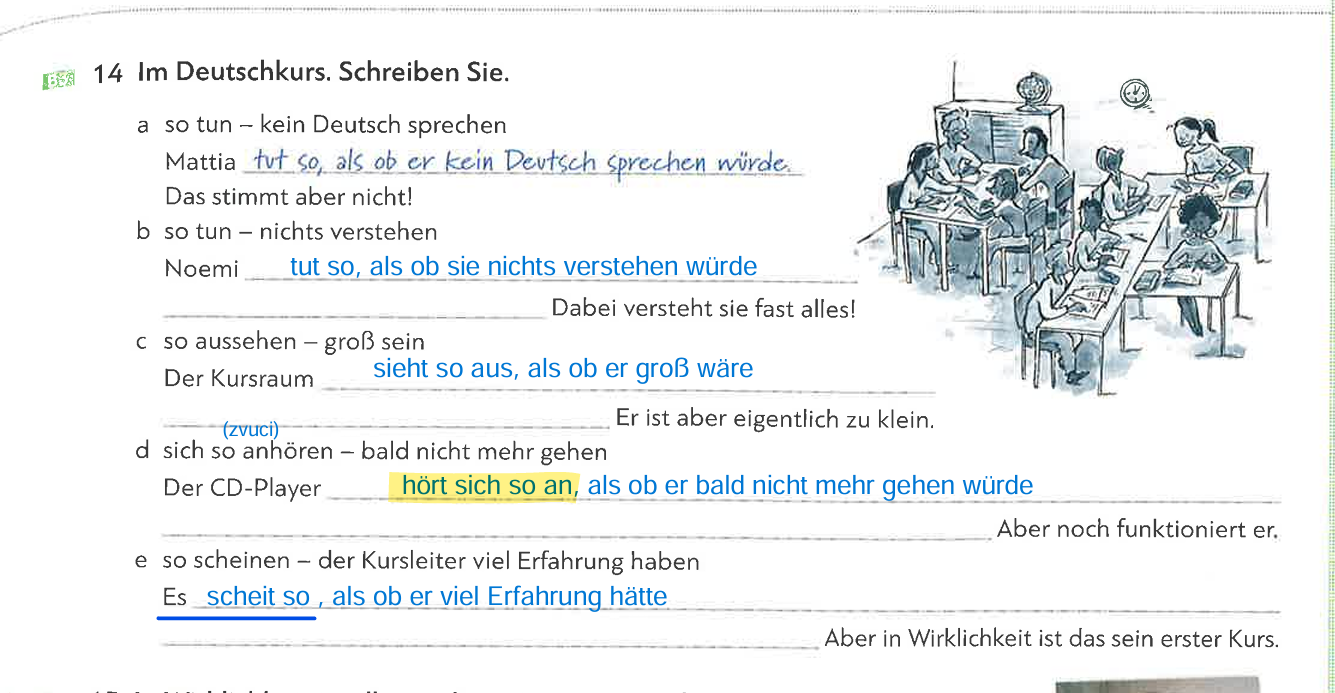 14 Im Deutschkurs. Schreiben Sie.
a so tun – kein Deutsch sprechen
Mattia tut so, als ob er kein Deutsch sprechen würde.
Das stimmt aber nicht!
b so tun – nichts verstehen
Noemi tut so, als ob sie nichts verstehen würde
Dabei versteht sie fast alles!
c so aussehen – groß sein
Der Kursraum sieht so aus, als ob er groß wäre
Er ist aber eigentlich zu klein.
(zvuci)
d sich so anhören – bald nicht mehr gehen
Der CD-Player hört sich so an, als ob er bald nicht mehr gehen würde
Aber noch funktioniert er.
e so scheinen – der Kursleiter viel Erfahrung haben
Es scheit so , als ob er viel Erfahrung hätte
Aber in Wirklichkeit ist das sein erster Kurs.